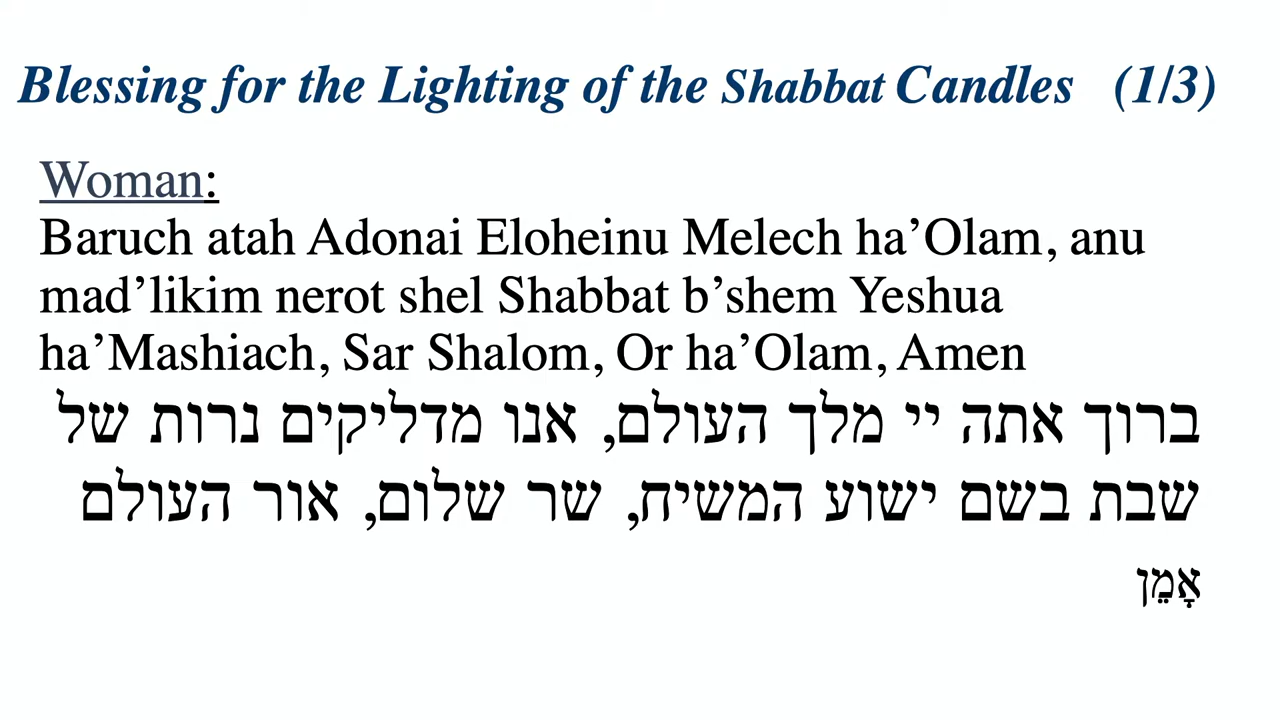 Blessing for the Lighting of the Shabbat Candles (1/3)
Woman:
Baruch atah Adonai Eloheinu Melech ha’Olam, anu
mad’likim nerot shel Shabbat b’shem Yeshua
ha’Mashiach, Sar Shalom, Or ha’Olam, Amen
ברוך אתה יי מלך העולם, אנו מדליקים נרות של
שבת בשם ישוע המשיח, שר שלום, אור העולם
אָמֵן